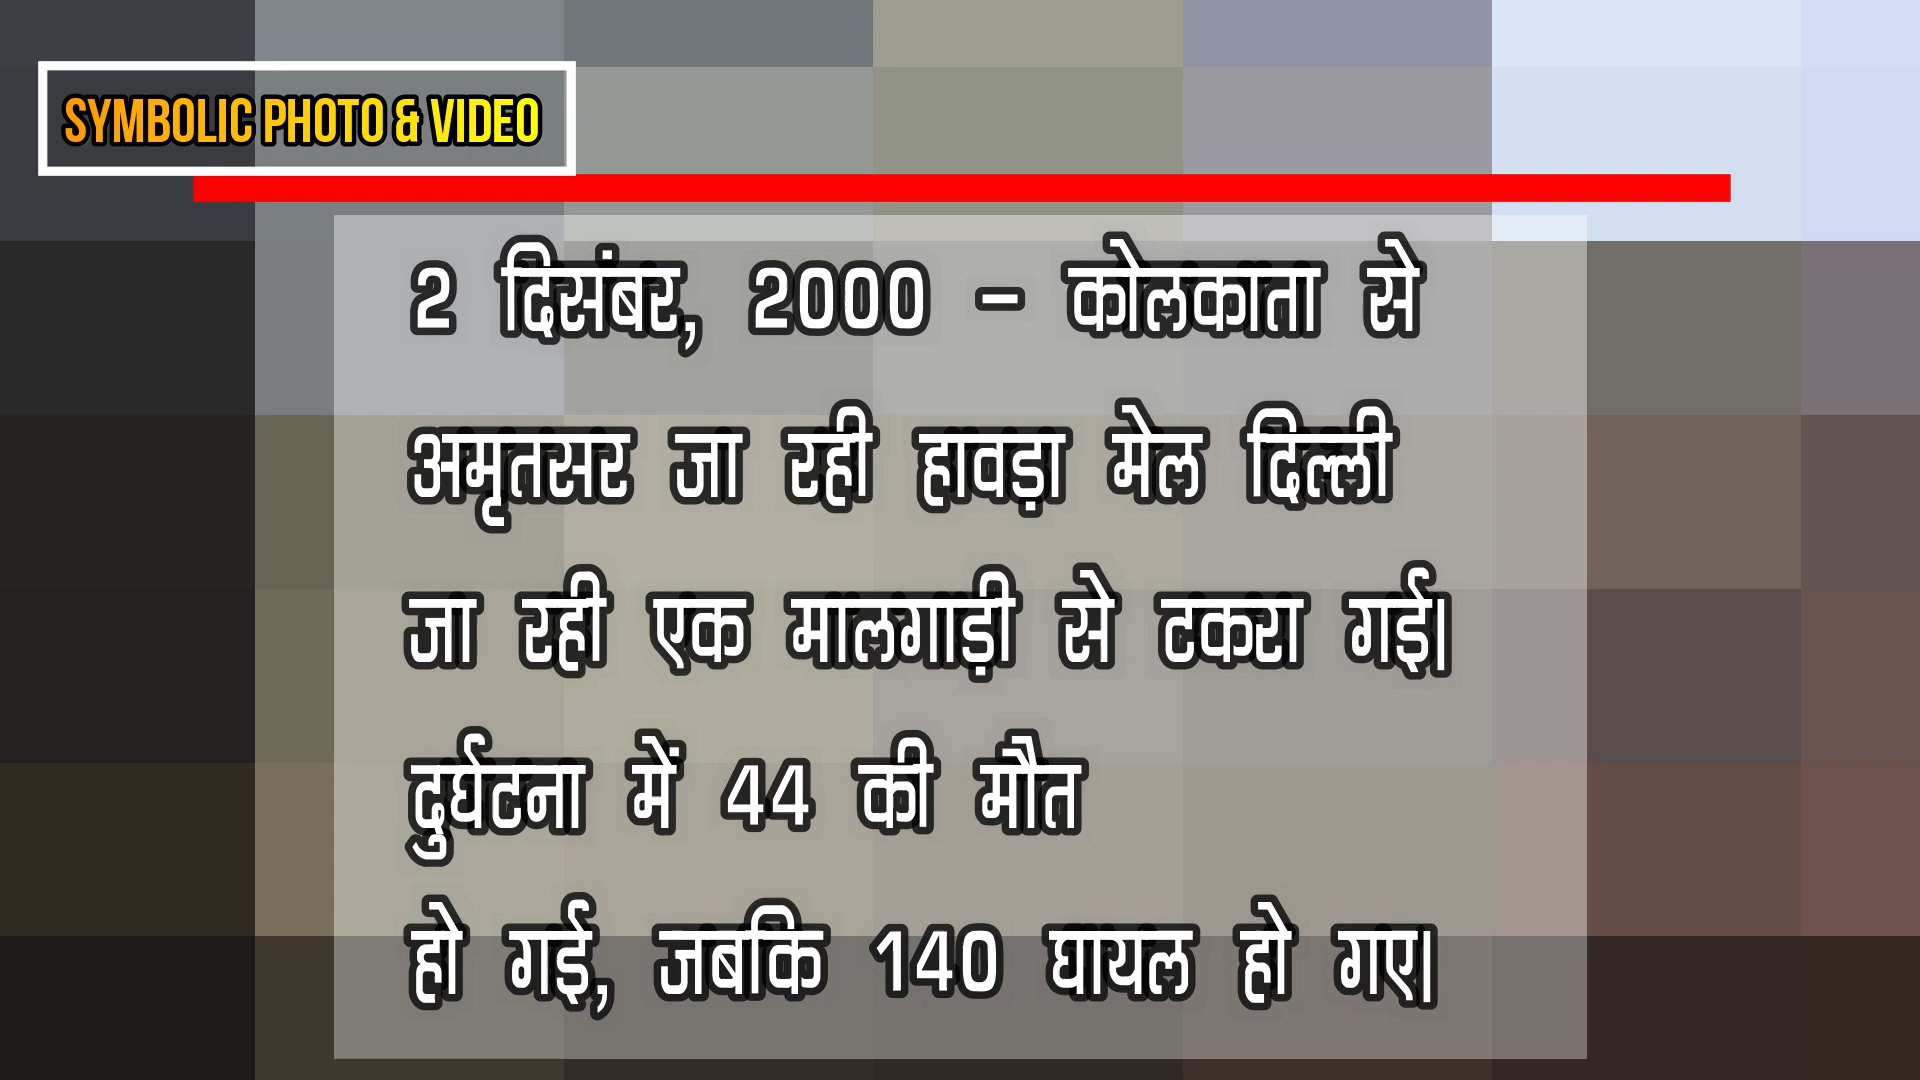 SYMBOLIC PHOTO & VIDEO
2 दिसंबर, 2000 – कोलकाता से
अमृतसर जा रही हावड़ा मेल दिल्ली
जा रही एक मालगाड़ी से टकरा गई।
दुर्घटना में 44 की मौत
हो गई, जबकि 140 घायल हो गए।